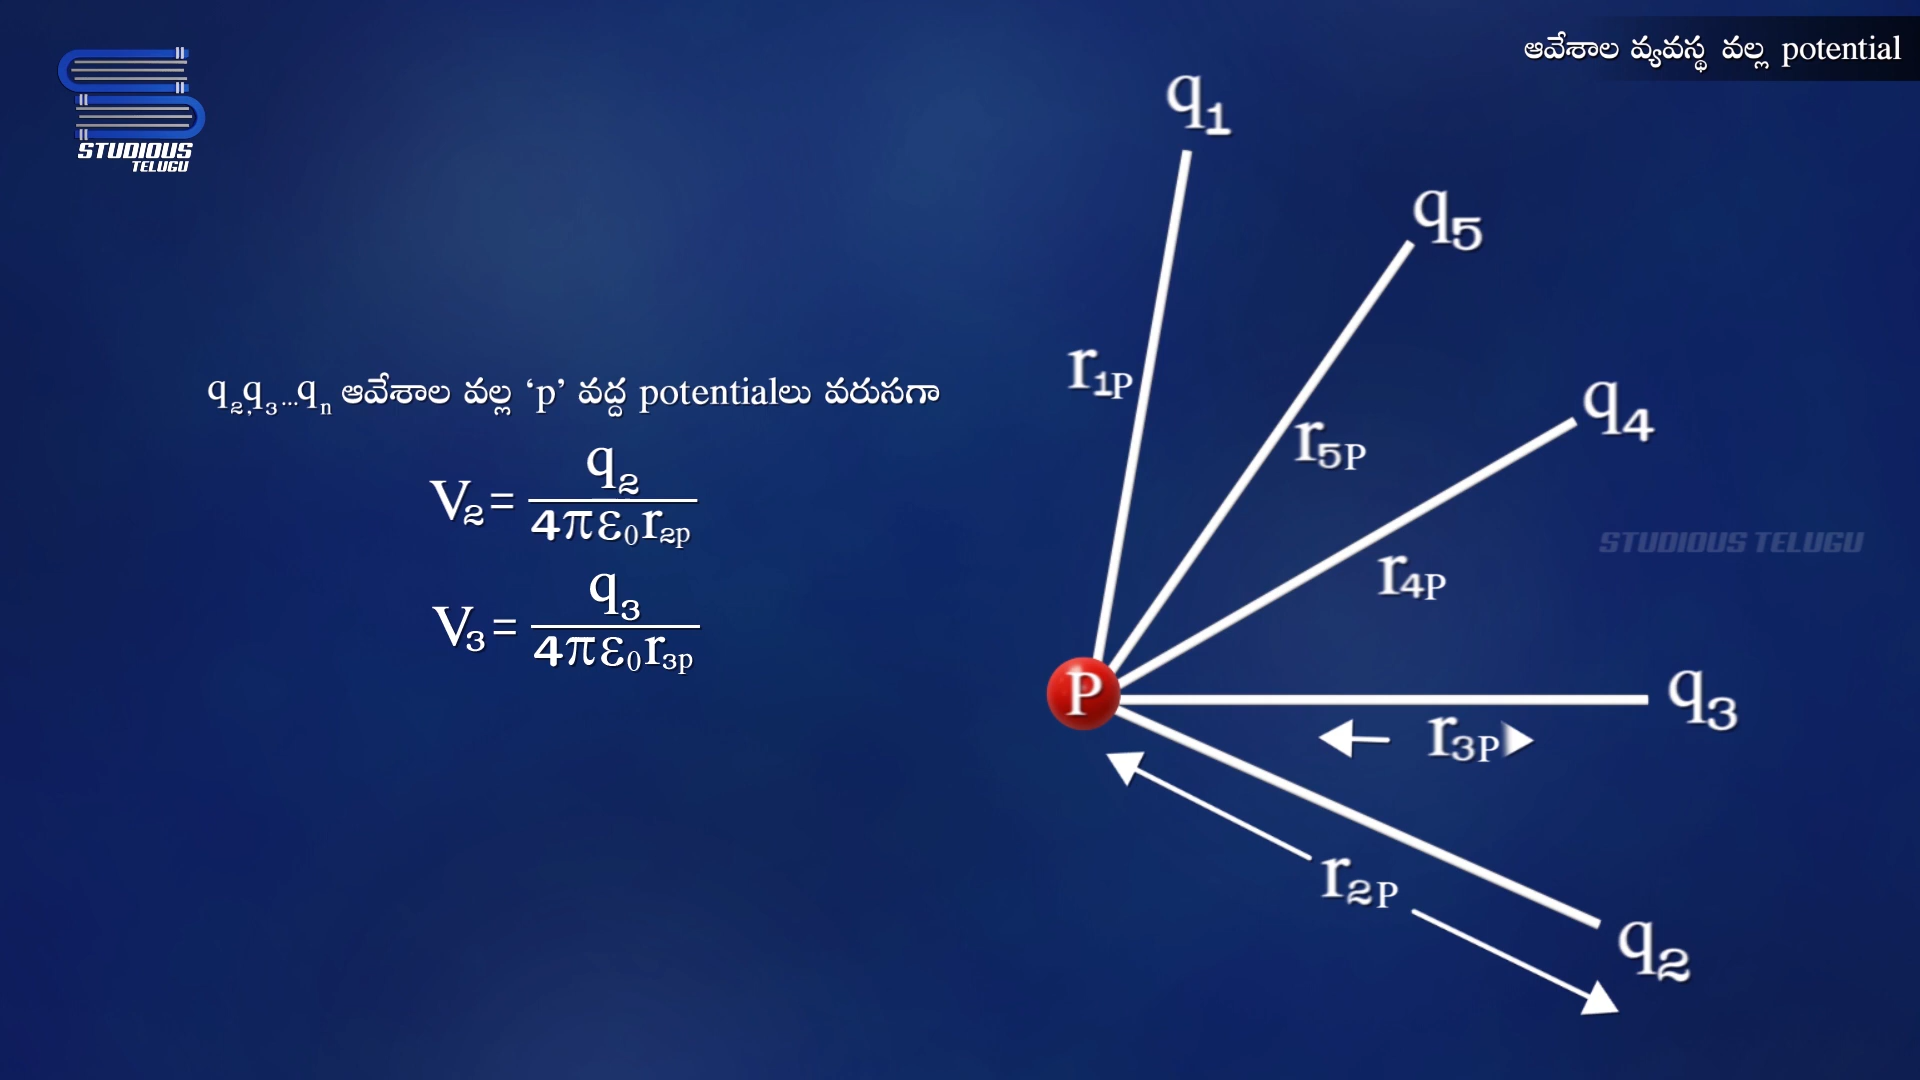 STUDIOUS
TELUGU
ఆవేశాల వ్యవస్థ వల్ల potential
q₁
q₅
r₁P
q₂,q₃...qₙ ఆవేశాల వల్ల ‘p’ వద్ద potentialలు వరుసగా
q₄
r₅P
V₂ = q₂ / 4πε₀r₂p
STUDIOUS TELUGU
r₄P
V₃ = q₃ / 4πε₀r₃p
P
q₃
r₃P
r₂P
q₂